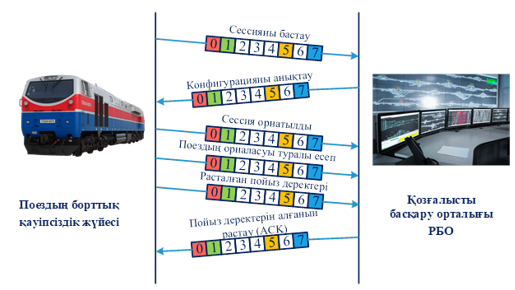 Сессияны бастау
0 1 2 3 4 5 6 7
Конфигурацияны анықтау
0 1 2 3 4 5 6 7
Сессия орнатылды
0 1 2 3 4 5 6 7
Поездың орналасуы туралы есеп
0 1 2 3 4 5 6 7
Расталған пойыз деректері
0 1 2 3 4 5 6 7
Пойыз деректерін алғанын
растау (АСҚ)
0 1 2 3 4 5 6 7
Поездың борттық
қауіпсіздік жүйесі
Қозғалысты
басқару орталығы
РБО